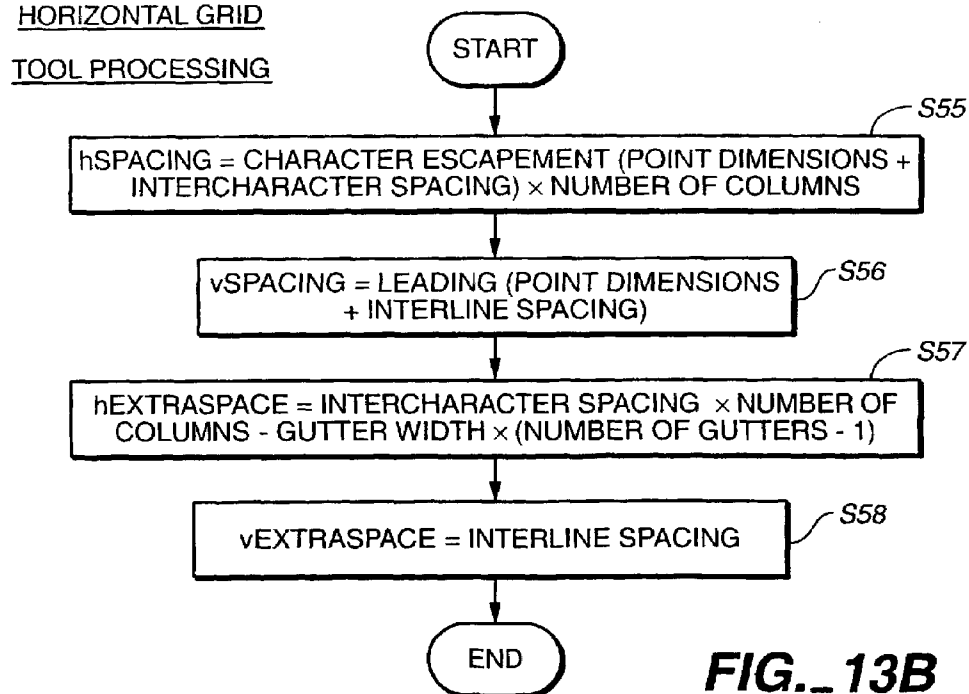 HORIZONTAL GRID
TOOL PROCESSING
START
S55
hSPACING = CHARACTER ESCAPEMENT (POINT DIMENSIONS +
INTERCHARACTER SPACING) × NUMBER OF COLUMNS
S56
vSPACING = LEADING (POINT DIMENSIONS
+ INTERLINE SPACING)
S57
hEXTRASPACE = INTERCHARACTER SPACING × NUMBER OF
COLUMNS - GUTTER WIDTH × (NUMBER OF GUTTERS - 1)
S58
vEXTRASPACE = INTERLINE SPACING
END
FIG._13B